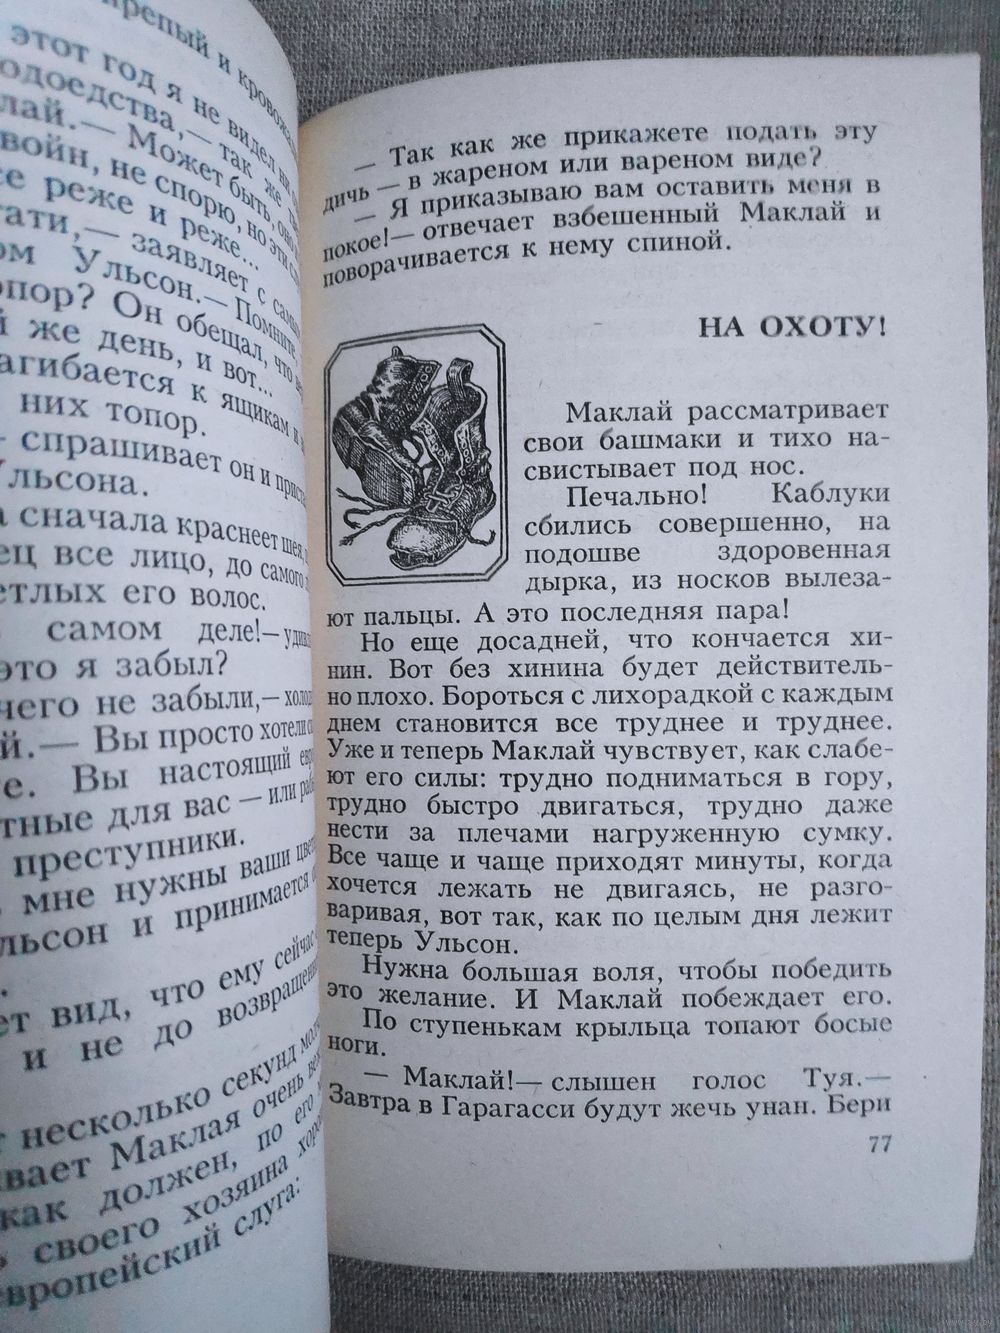 этот год я не видел ни
лай.— Может быть, оно
войн, не спорю, но эти
реже и реже...
заявляет с
Ульсон.— Помните,
Он обещал, что
же день, и вот...
к ящикам и
них топор.
спрашивает он и
Ульсона.
сначала краснеет шея,
все лицо, до самого
его волос.
самом деле!—
это я забыл?
не забыли,—
Вы просто хотели
Вы настоящий
для вас — или
преступники.
мне нужны ваши
и принимается
вид, что ему сейчас
и не до возвращения
несколько секунд
Маклая очень
как должен, по его
своего хозяина
европейский слуга:
— Так как же прикажете подать эту
дичь — в жареном или вареном виде?
— Я приказываю вам оставить меня в
покое!— отвечает взбешенный Маклай и
поворачивается к нему спиной.
НА ОХОТУ!
Маклай рассматривает
свои башмаки и тихо на-
свистывает под нос.
Печально! Каблуки
сбились совершенно, на
подошве здоровенная
дырка, из носков вылеза-
ют пальцы. А это последняя пара!
Но еще досадней, что кончается хи-
нин. Вот без хинина будет действитель-
но плохо. Бороться с лихорадкой с каждым
днем становится все труднее и труднее.
Уже и теперь Маклай чувствует, как слабе-
ют его силы: трудно подниматься в гору,
трудно быстро двигаться, трудно даже
нести за плечами нагруженную сумку.
Все чаще и чаще приходят минуты, когда
хочется лежать не двигаясь, не разго-
варивая, вот так, как по целым дня лежит
теперь Ульсон.
Нужна большая воля, чтобы победить
это желание. И Маклай побеждает его.
По ступенькам крыльца топают босые
ноги.
— Маклай!— слышен голос Туя.—
Завтра в Гарагасси будут жечь унан. Бери
77